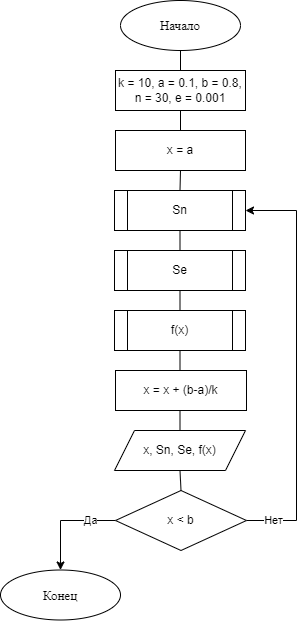 Начало
k = 10, a = 0.1, b = 0.8,
n = 30, e = 0.001
x = a
Sn
Se
f(x)
x = x + (b-a)/k
x, Sn, Se, f(x)
x < b
Да
Нет
Конец